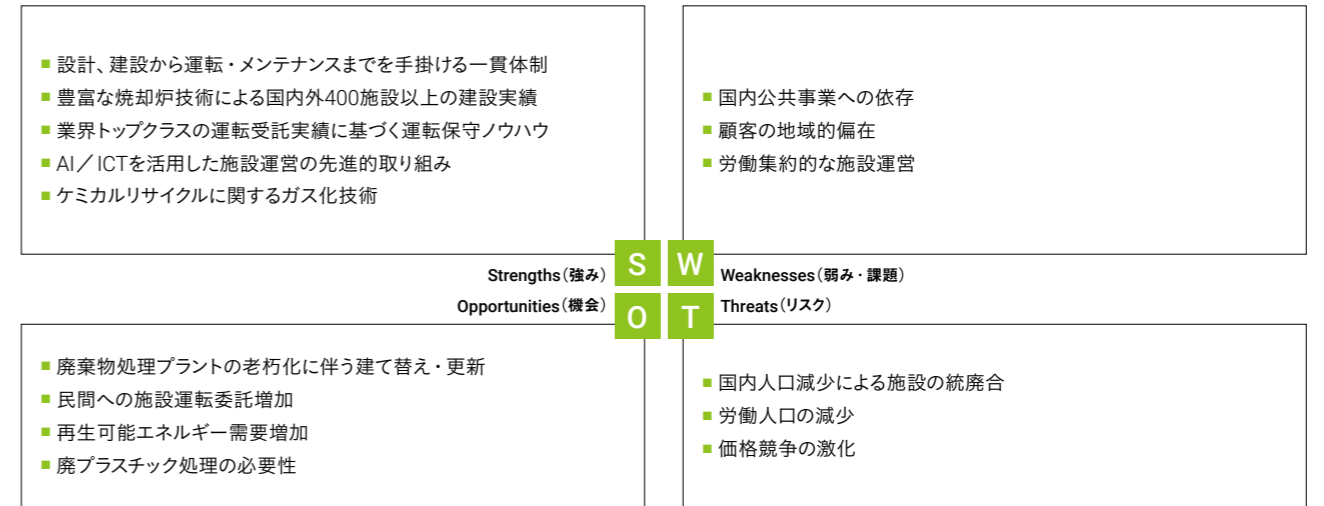 ■ 設計、建設から運転・メンテナンスまでを手掛ける一貫体制
■ 豊富な焼却炉技術による国内外400施設以上の建設実績
■ 業界トップクラスの運転受託実績に基づく運転保守ノウハウ
■ AI／ICTを活用した施設運営の先進的取り組み
■ ケミカルリサイクルに関するガス化技術
■ 国内公共事業への依存
■ 顧客の地域的偏在
■ 労働集約的な施設運営
Strengths（強み）
S
W
Weaknesses（弱み・課題）
Opportunities（機会）
O
T
Threats（リスク）
■ 廃棄物処理プラントの老朽化に伴う建て替え・更新
■ 民間への施設運転委託増加
■ 再生可能エネルギー需要増加
■ 廃プラスチック処理の必要性
■ 国内人口減少による施設の統廃合
■ 労働人口の減少
■ 価格競争の激化